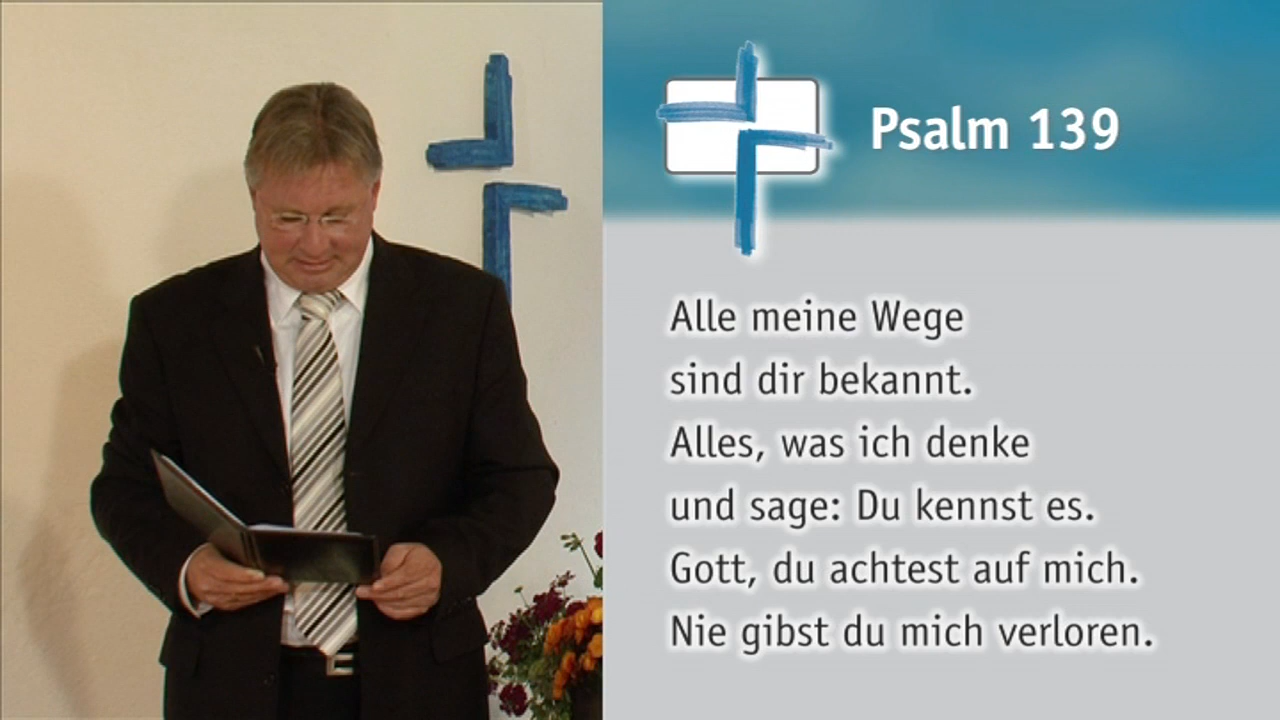 Psalm 139
Alle meine Wege
sind dir bekannt.
Alles, was ich denke
und sage: Du kennst es.
Gott, du achtest auf mich.
Nie gibst du mich verloren.